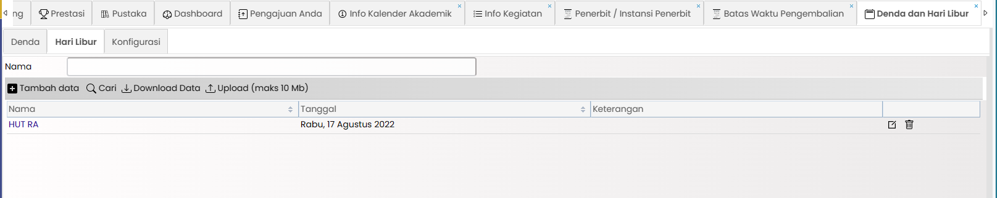 ng Prestasi Pustaka Dashboard Pengajuan Anda Info Kalender Akademik Info Kegiatan Penerbit / Instansi Penerbit Batas Waktu Pengembalian Denda dan Hari Libur
Denda Hari Libur Konfigurasi
Nama
Tambah data Cari Download Data Upload (maks 10 Mb)
Nama Tanggal Keterangan
HUT RA Rabu, 17 Agustus 2022